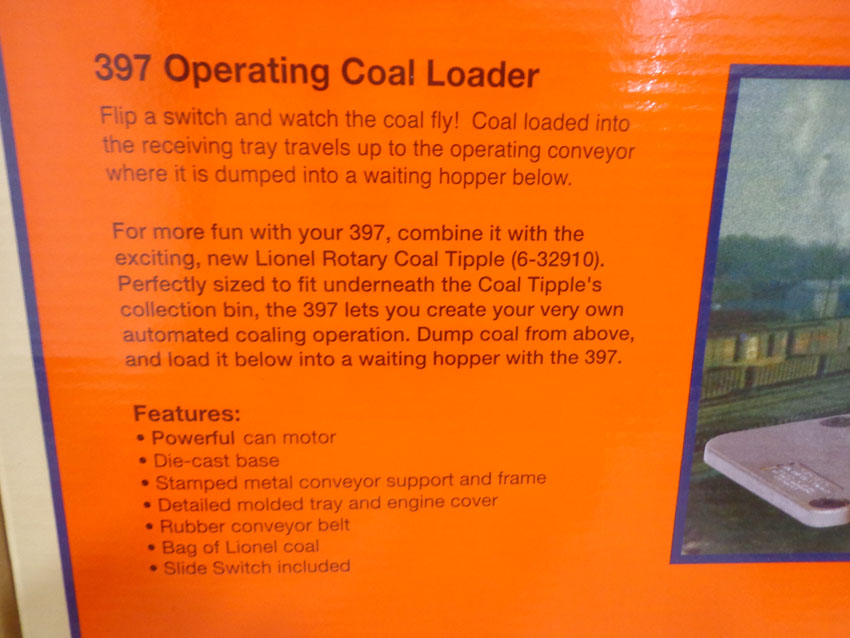 397 Operating Coal Loader
Flip a switch and watch the coal fly! Coal loaded into
the receiving tray travels up to the operating conveyor
where it is dumped into a waiting hopper below.
For more fun with your 397, combine it with the
exciting, new Lionel Rotary Coal Tipple (6-32910).
Perfectly sized to fit underneath the Coal Tipple's
collection bin, the 397 lets you create your very own
automated coaling operation. Dump coal from above,
and load it below into a waiting hopper with the 397.
Features:
• Powerful can motor
• Die-cast base
• Stamped metal conveyor support and frame
• Detailed molded tray and engine cover
• Rubber conveyor belt
• Bag of Lionel coal
• Slide Switch included